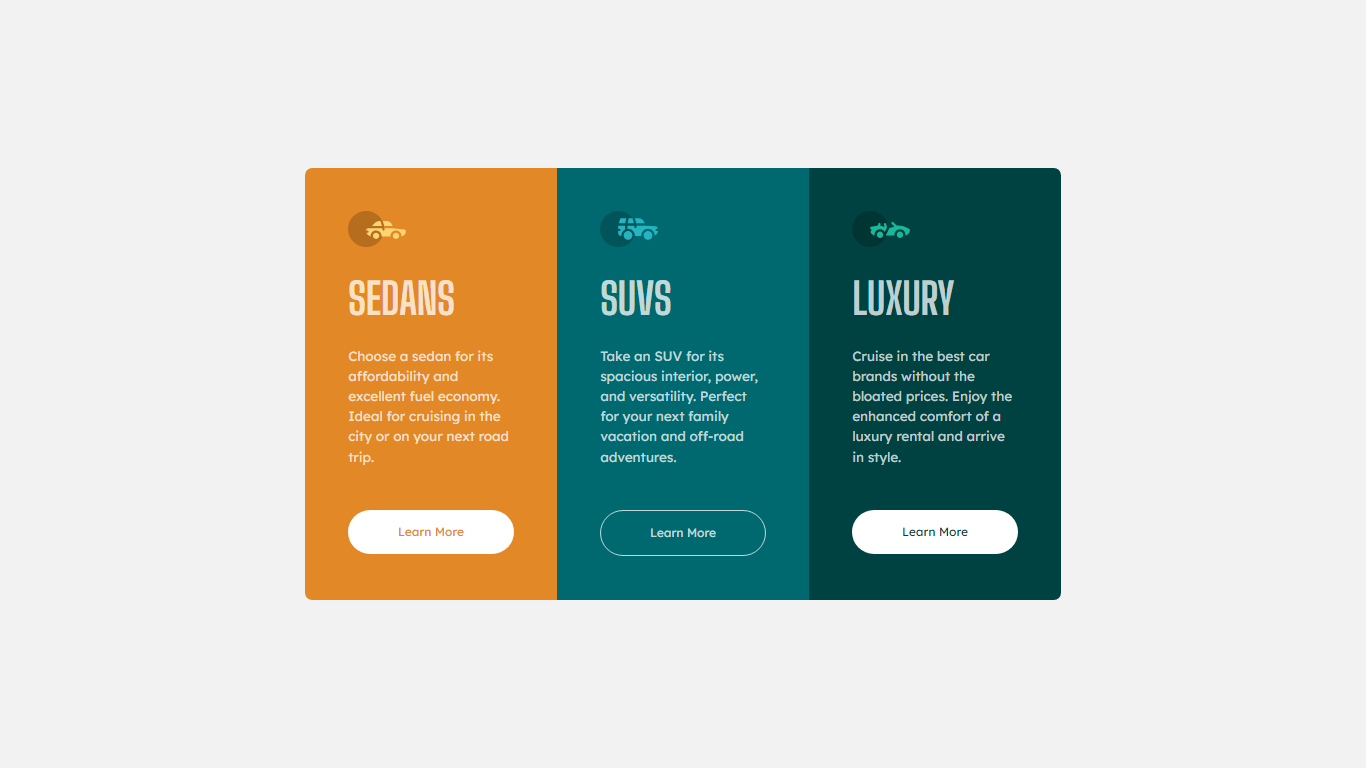 SEDANS
Choose a sedan for its
affordability and
excellent fuel economy.
Ideal for cruising in the
city or on your next road
trip.
Learn More
SUVS
Take an SUV for its
spacious interior, power,
and versatility. Perfect
for your next family
vacation and off-road
adventures.
Learn More
LUXURY
Cruise in the best car
brands without the
bloated prices. Enjoy the
enhanced comfort of a
luxury rental and arrive
in style.
Learn More